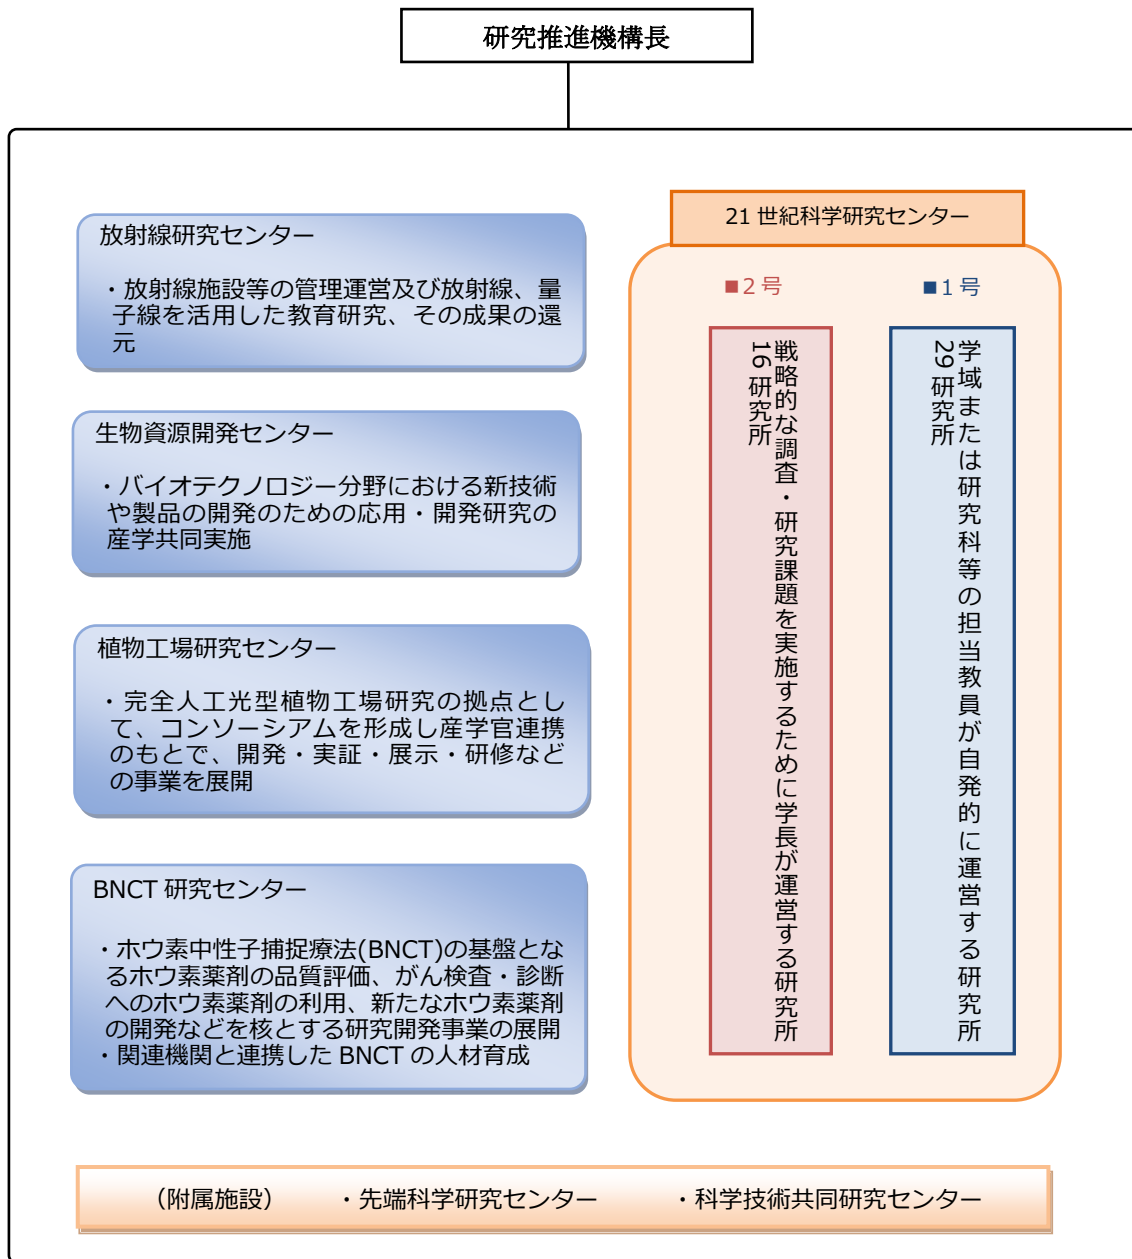 研究推進機構長
放射線研究センター
・放射線施設等の管理運営及び放射線、量
子線を活用した教育研究、その成果の還
元
生物資源開発センター
・バイオテクノロジー分野における新技術
や製品の開発のための応用・開発研究の
産学共同実施
植物工場研究センター
・完全人工光型植物工場研究の拠点とし
て、コンソーシアムを形成し産学官連携
のもとで、開発・実証・展示・研修など
の事業を展開
BNCT 研究センター
・ホウ素中性子捕捉療法(BNCT)の基盤とな
るホウ素薬剤の品質評価、がん検査・診断
へのホウ素薬剤の利用、新たなホウ素薬剤
の開発などを核とする研究開発事業の展開
・関連機関と連携した BNCT の人材育成
21 世紀科学研究センター
■１号
学域または研究科等の担当教員が自発的に運営する研究所
29 研究所
■２号
戦略的な調査・研究課題を実施するために学長が運営する研究所
16 研究所
（附属施設） ・先端科学研究センター ・科学技術共同研究センター